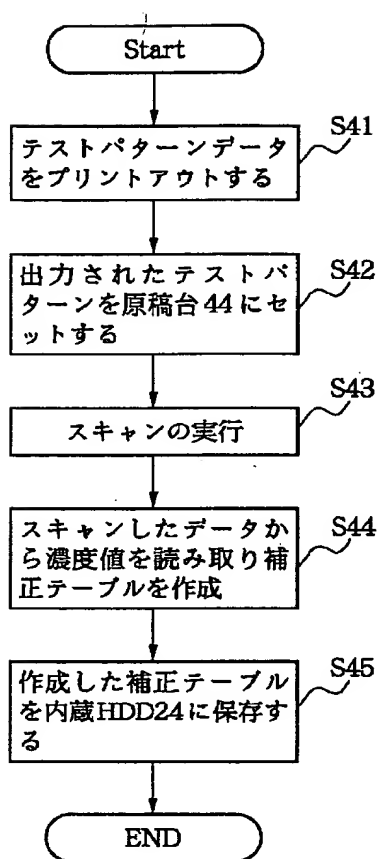 Start
S41
テストパターンデータ
をプリントアウトする
S42
出力されたテストパ
ターンを原稿台44にセ
ットする
S43
スキャンの実行
S44
スキャンしたデータか
ら濃度値を読み取り補
正テーブルを作成
S45
作成した補正テーブル
を内蔵HDD24に保存す
る
END